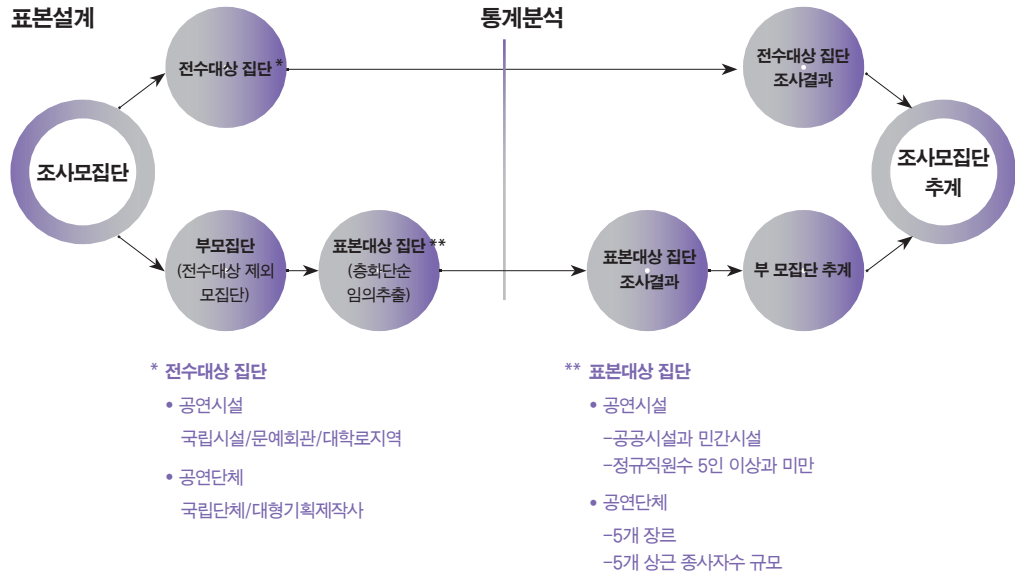 표본설계
통계분석
전수대상 집단 *
전수대상 집단
조사결과
조사모집단
조사모집단
추계
부모집단
(전수대상 제외
모집단)
표본대상 집단 **
(층화단순
임의추출)
표본대상 집단
조사결과
부 모집단 추계
* 전수대상 집단
• 공연시설
국립시설/문예회관/대학로지역
• 공연단체
국립단체/대형기획제작사
** 표본대상 집단
• 공연시설
-공공시설과 민간시설
-정규직원수 5인 이상과 미만
• 공연단체
-5개 장르
-5개 상근 종사자수 규모